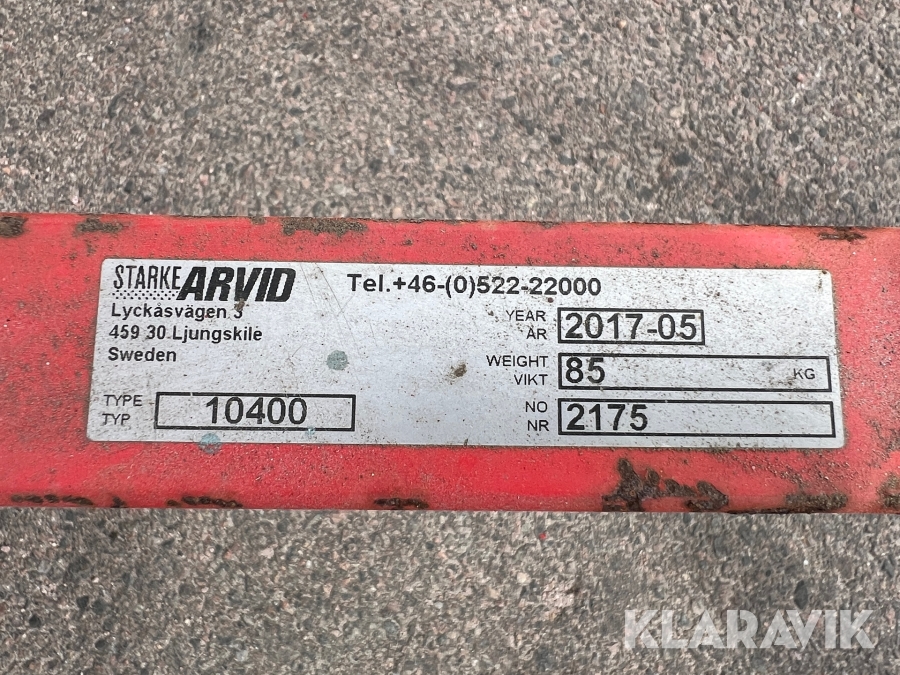 STARKE ARVID
Lyckåsvägen 3
459 30 Ljungskile
Sweden
TYPE
TYP
10400
Tel.+46-(0)522-22000
YEAR
ÅR
2017-05
WEIGHT
VIKT
85 KG
NO
NR
2175
KLARAVIK